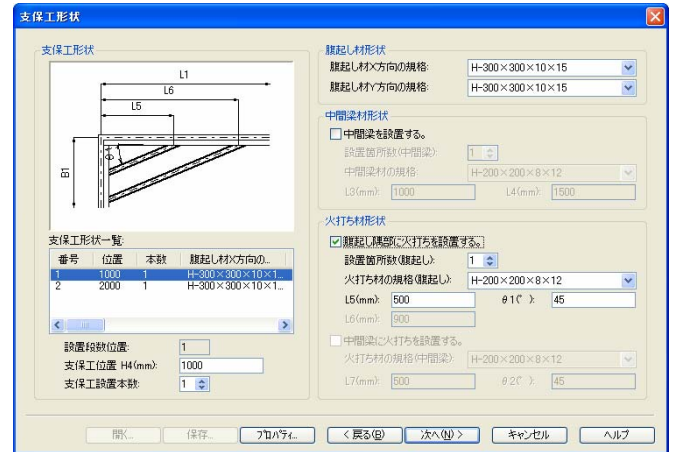 支保工形状
支保工形状
L1
L6
L5
B1
θ1
支保工形状一覧:
番号 位置 本数 腹起し材X方向の...
1 1000 1 H-300×300×10×1...
2 2000 1 H-300×300×10×1...
設置段数位置: 1
支保工位置 H4(mm): 1000
支保工設置本数: 1
腹起し材形状
腹起し材X方向の規格: H-300×300×10×15
腹起し材Y方向の規格: H-300×300×10×15
中間梁材形状
中間梁を設置する。
設置箇所数(中間梁): 1
中間梁材の規格: H-200×200×8×12
L3(mm): 1000 L4(mm): 1500
火打ち材形状
腹起し隅部に火打ちを設置する。
設置箇所数(腹起し): 1
火打ち材の規格(腹起し): H-200×200×8×12
L5(mm): 500 θ1(° ): 45
L6(mm): 900
中間梁に火打ちを設置する。
火打ち材の規格(中間梁): H-200×200×8×12
L7(mm): 500 θ2(° ): 45
開く... 保存... プロパティ... < 戻る(B) 次へ(N) > キャンセル ヘルプ